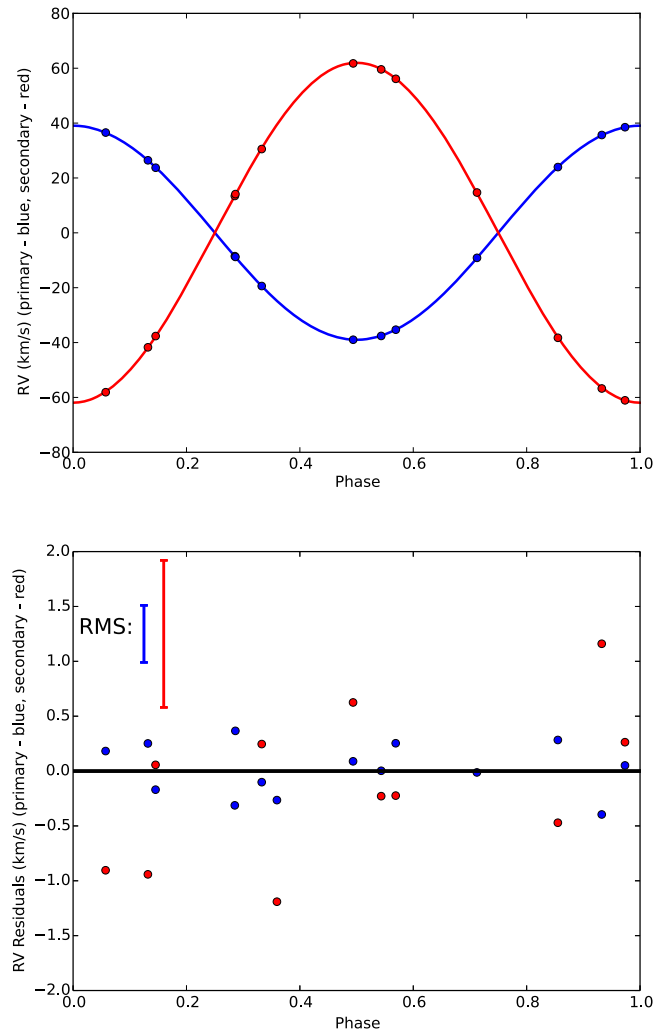 RV (km/s) (primary - blue, secondary - red)
80
60
40
20
0
−20
−40
−60
−80
0.0 0.2 0.4 0.6 0.8 1.0
Phase
RV Residuals (km/s) (primary - blue, secondary - red)
2.0
1.5
1.0
0.5
0.0
−0.5
−1.0
−1.5
−2.0
RMS:
0.0 0.2 0.4 0.6 0.8 1.0
Phase